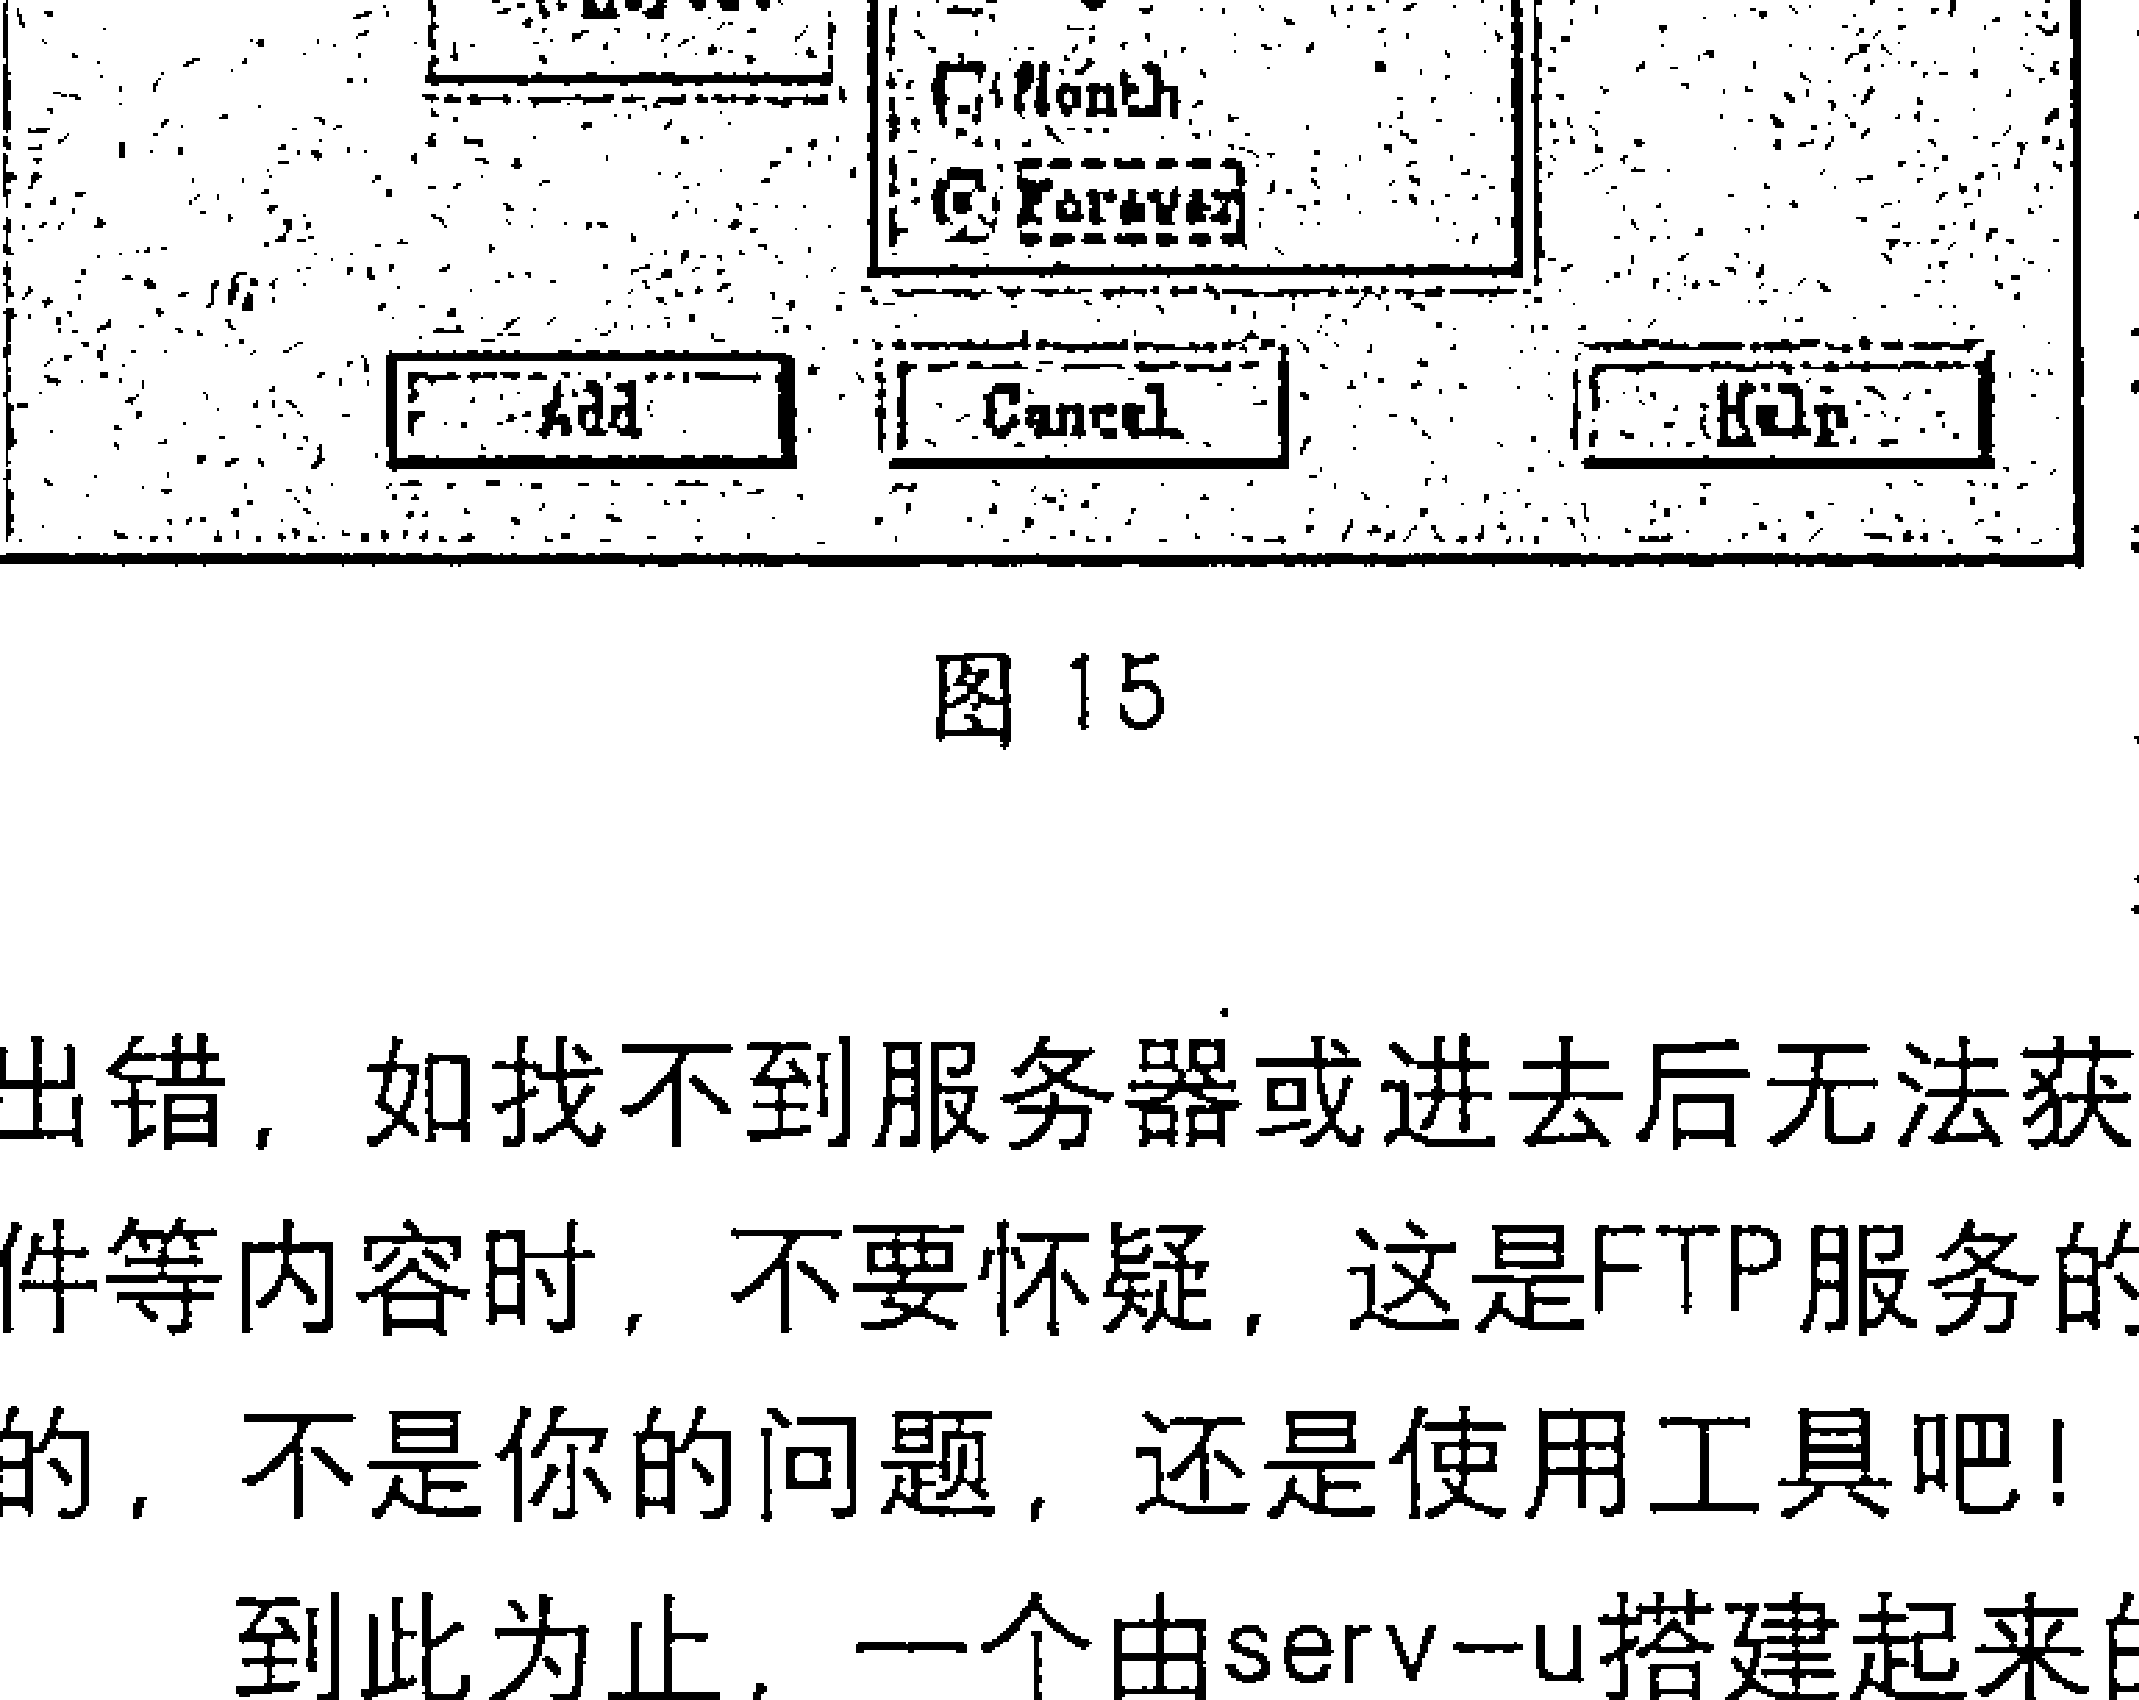 Month
Forever
Add Cancel Help
图 15
出错, 如找不到服务器或进去后无法获
件等内容时, 不要怀疑, 这是FTP服务的
的, 不是你的问题, 还是使用工具吧!
到此为止, 一个由serv-u搭建起来的